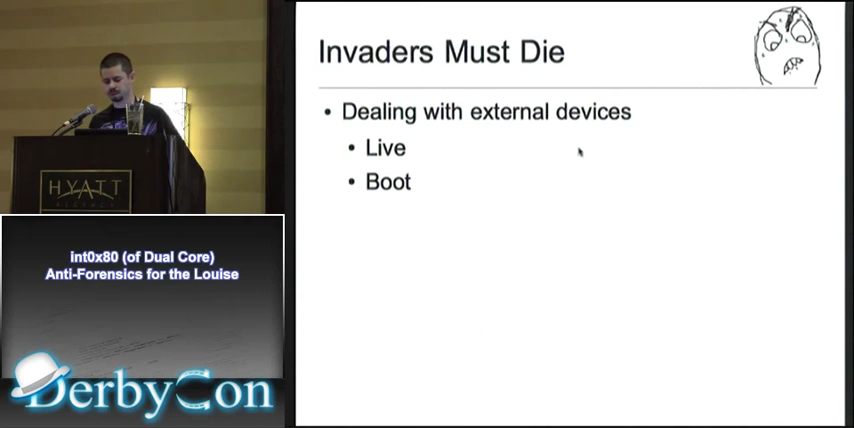 Invaders Must Die
• Dealing with external devices
• Live
• Boot
HYATT
REGENCY
int0x80 (of Dual Core)
Anti-Forensics for the Louise
DerbyCon